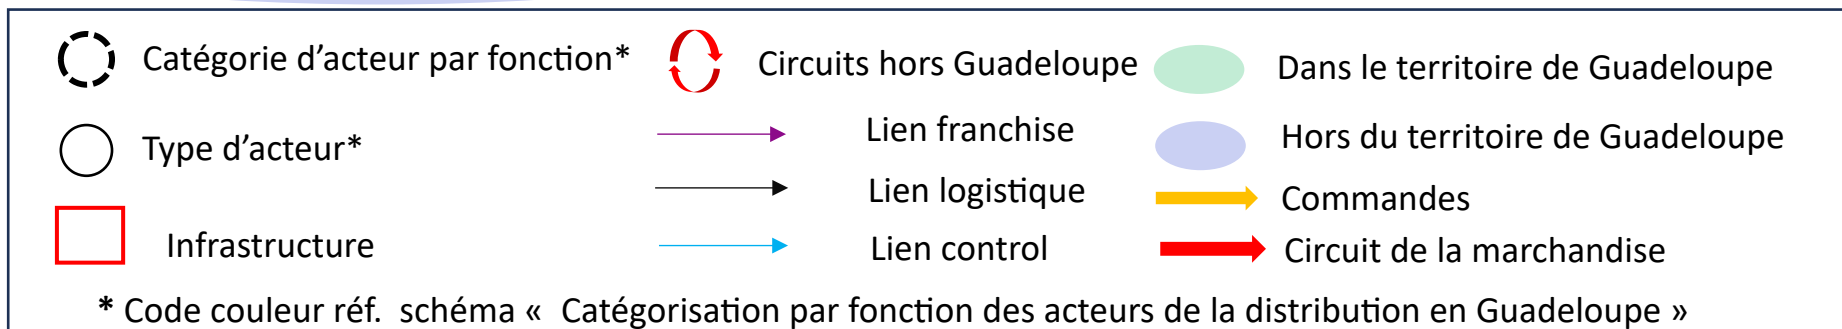 Catégorie d'acteur par fonction*
Type d'acteur*
Infrastructure
Circuits hors Guadeloupe
Lien franchise
Lien logistique
Lien control
Dans le territoire de Guadeloupe
Hors du territoire de Guadeloupe
Commandes
Circuit de la marchandise
* Code couleur réf. schéma « Catégorisation par fonction des acteurs de la distribution en Guadeloupe »